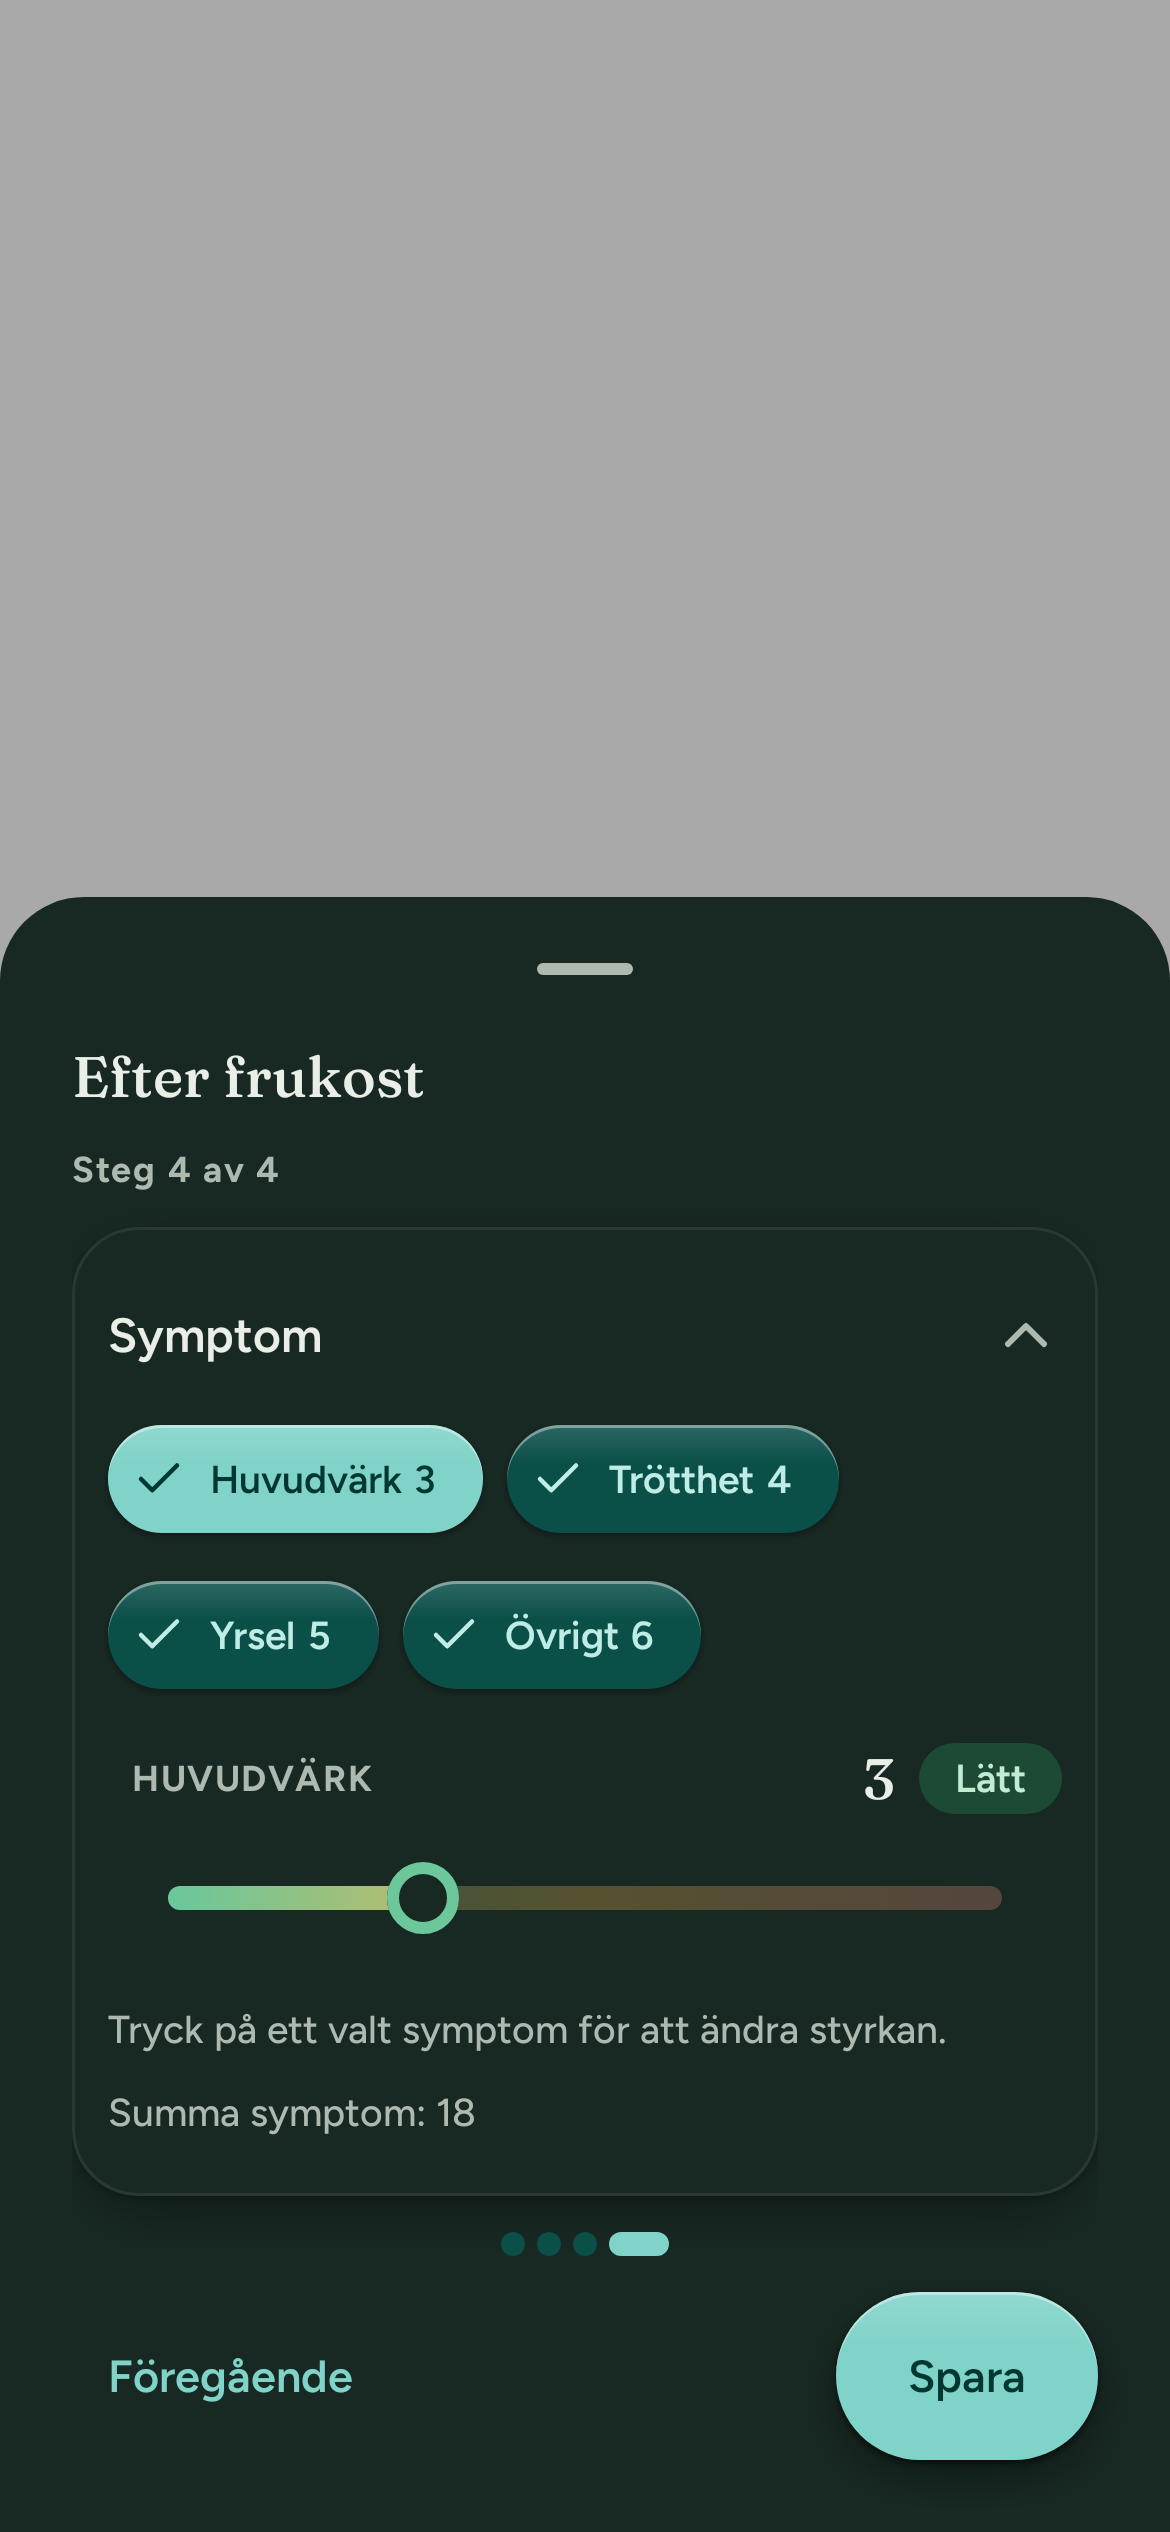 Efter frukost
Steg 4 av 4
Symptom
Huvudvärk 3
Trötthet 4
Yrsel 5
Övrigt 6
HUVUDVÄRK
3
Lätt
Tryck på ett valt symptom för att ändra styrkan.
Summa symptom: 18
Föregående
Spara